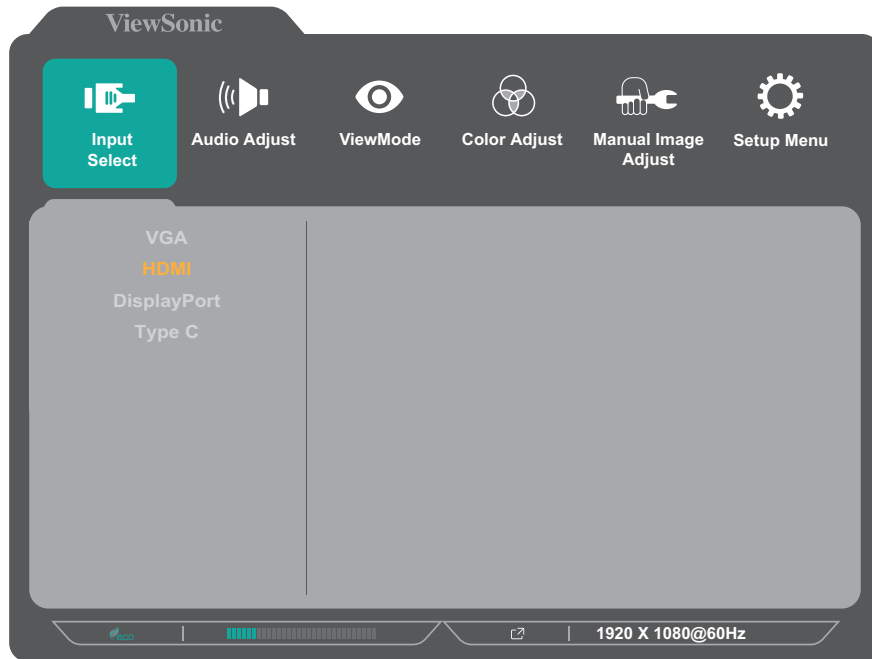 ViewSonic
Input
Select
Audio Adjust
ViewMode
Color Adjust
Manual Image
Adjust
Setup Menu
VGA
HDMI
DisplayPort
Type C
eco
1920 X 1080@60Hz